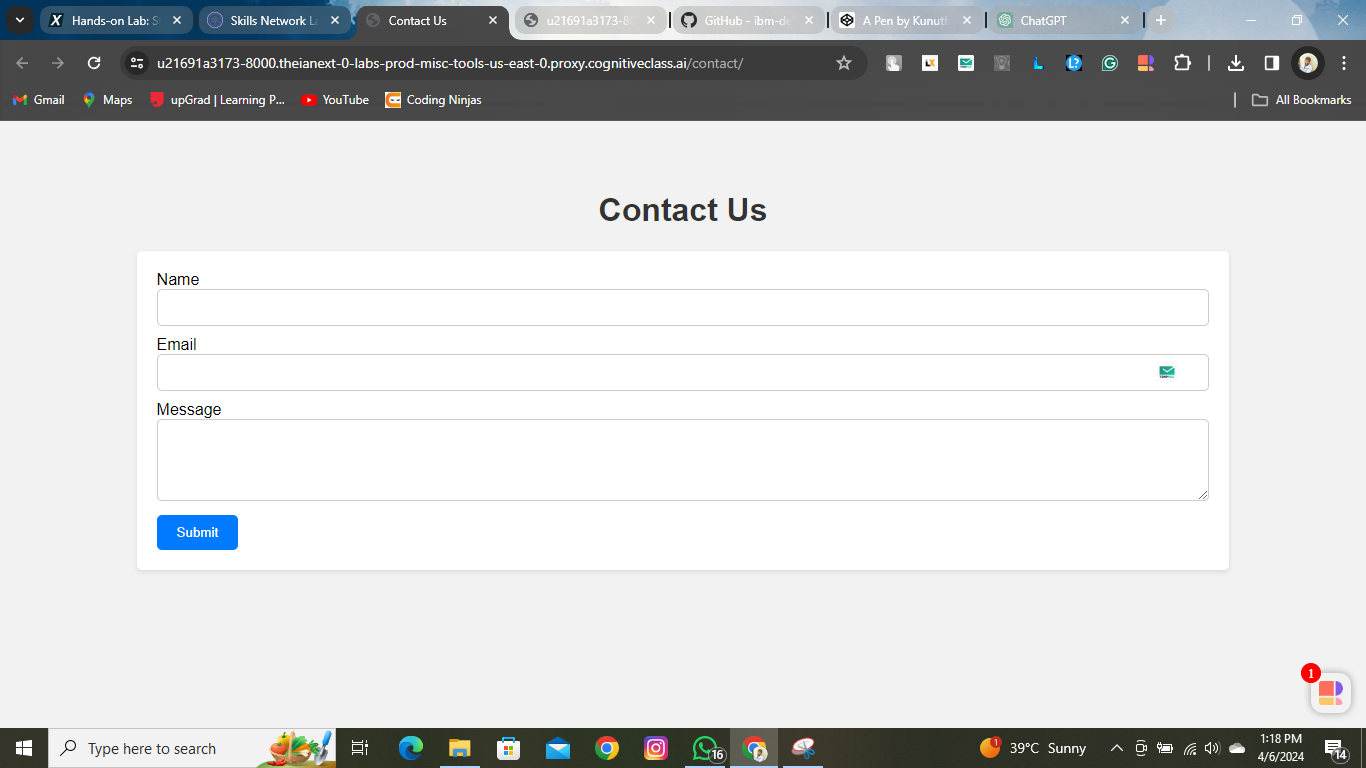 Hands-on Lab: S
Skills Network La
Contact Us
u21691a3173-8
GitHub - ibm-de
A Pen by Kunuth
ChatGPT
u21691a3173-8000.theianext-0-labs-prod-misc-tools-us-east-0.proxy.cognitiveclass.ai/contact/
Gmail
Maps
upGrad | Learning P...
YouTube
Coding Ninjas
All Bookmarks
Contact Us
Name
Email
Message
Submit
1
Type here to search
16
1
39°C Sunny
1:18 PM
4/6/2024
14